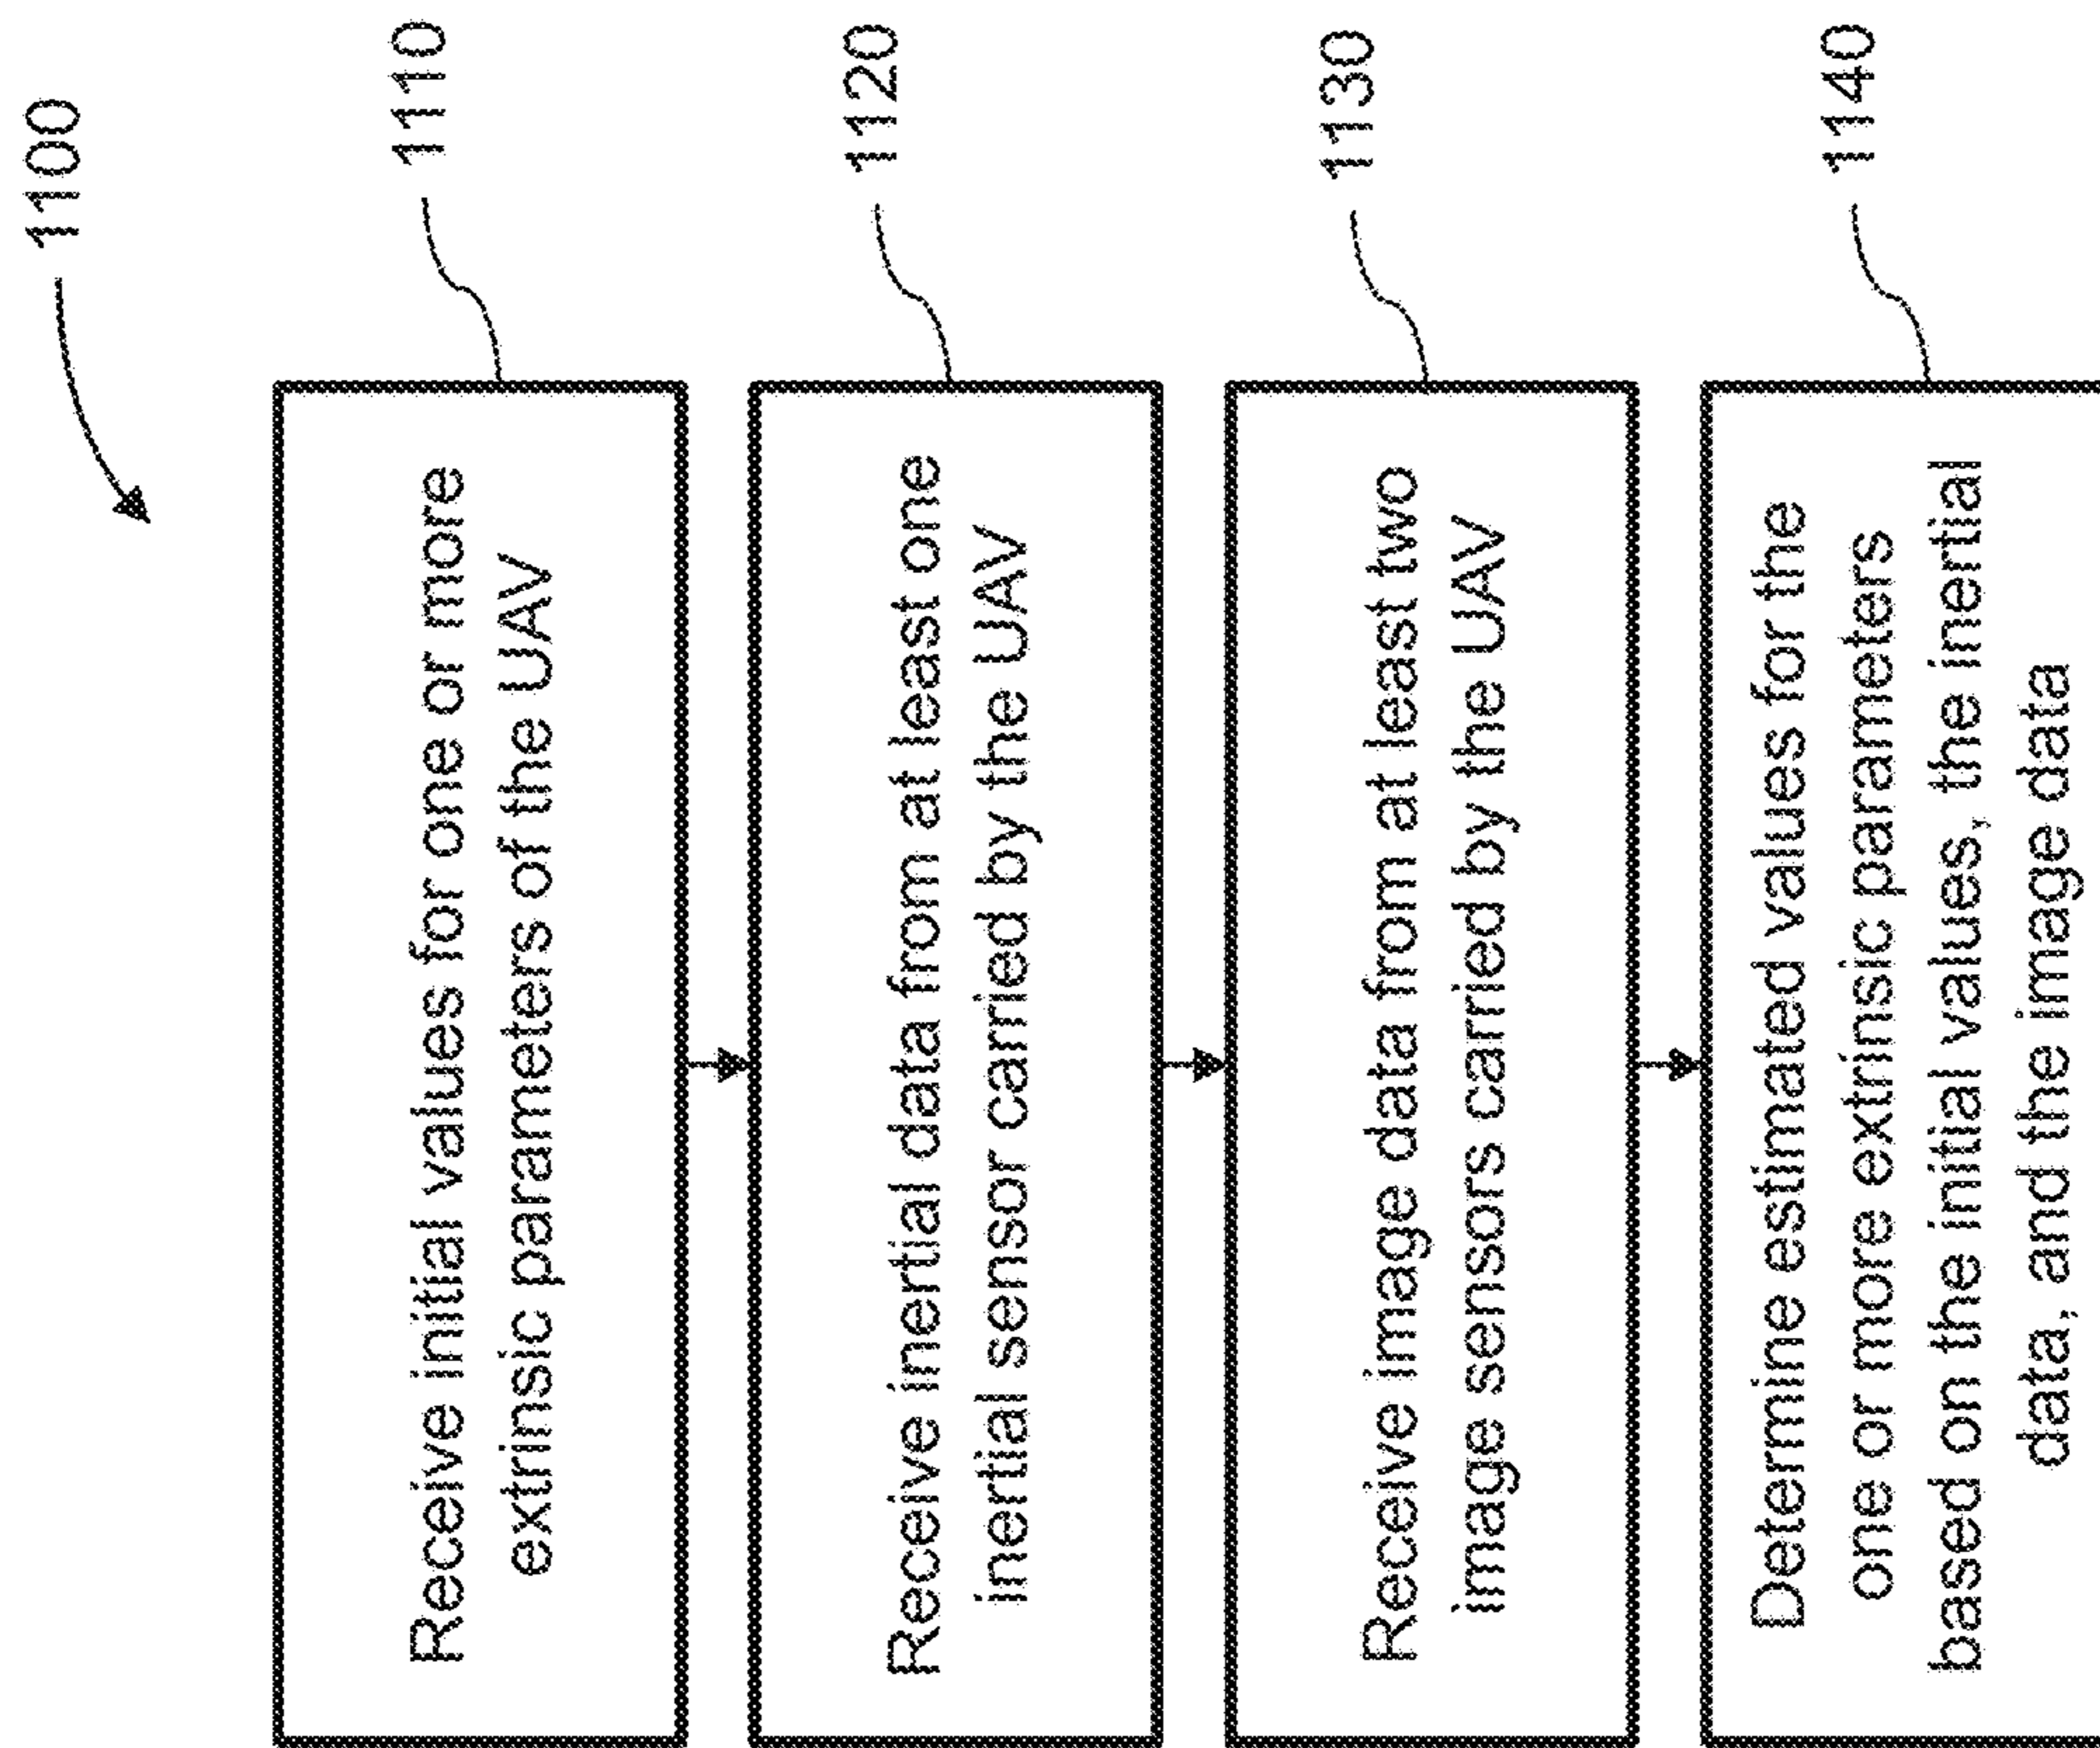 1100
Receive initial values for one or more
extrinsic parameters of the UAV
1110
Receive inertial data from at least one
inertial sensor carried by the UAV
1120
Receive image data from at least two
image sensors carried by the UAV
1130
Determine estimated values for the
one or more extrinsic parameters
based on the initial values, the inertial
data, and the image data
1140